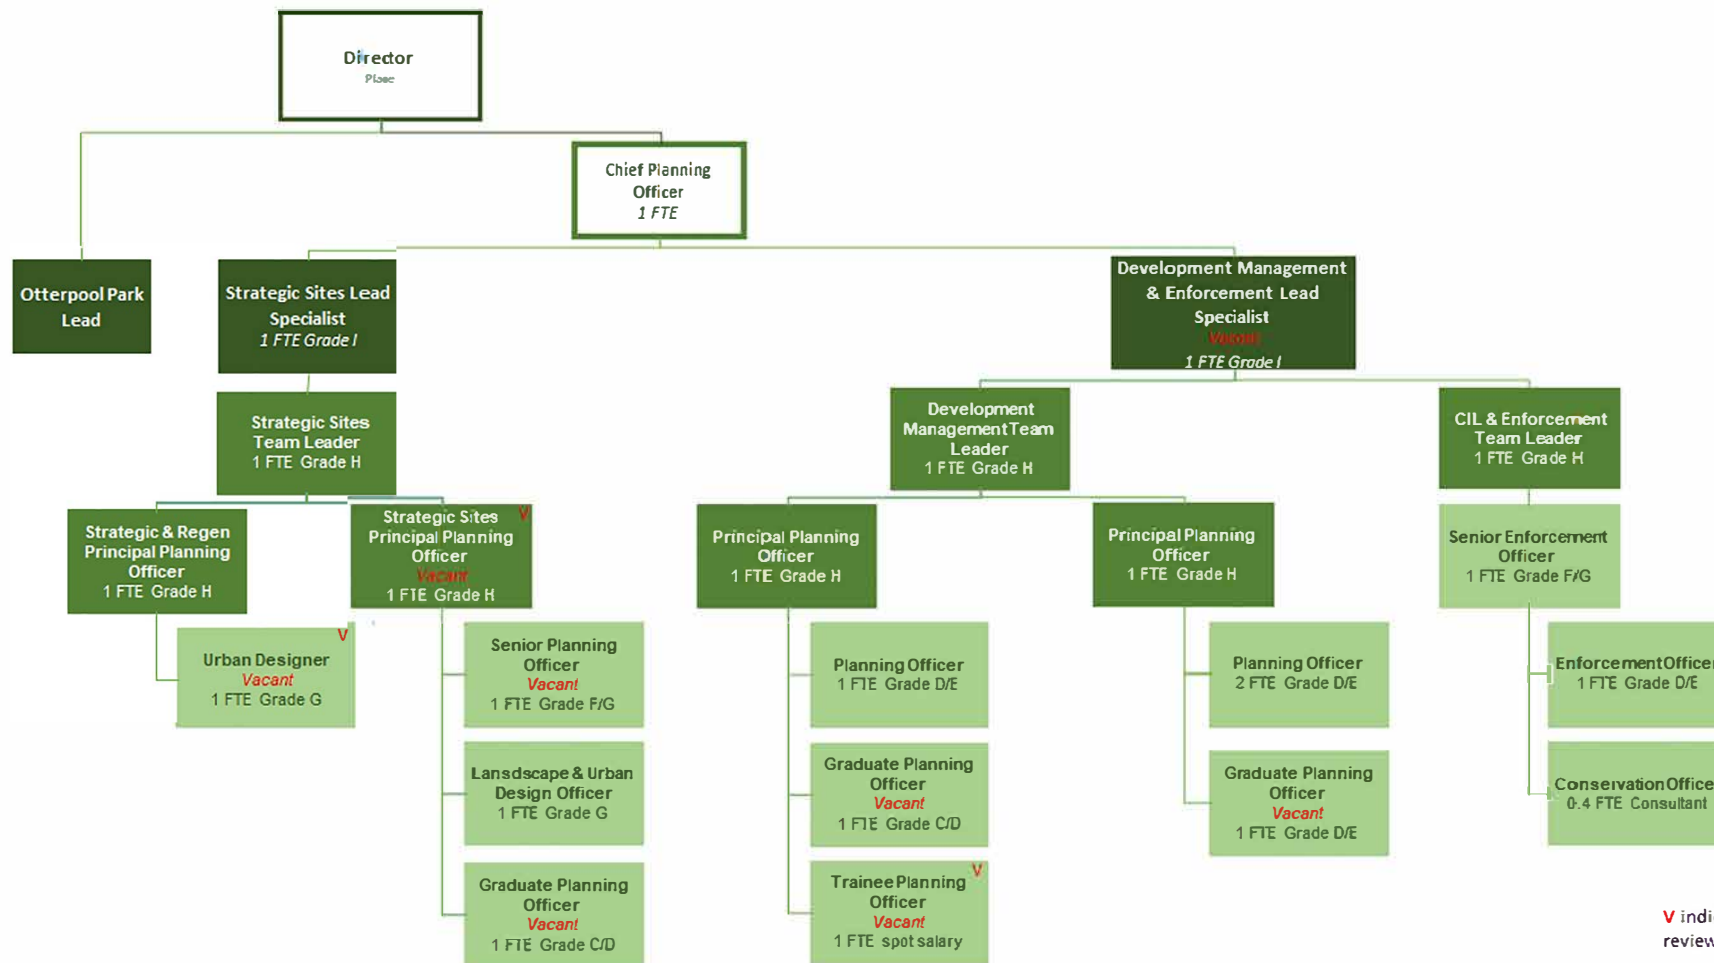 Director
Place
Chief Planning
Officer
1 FTE
Otterpool Park
Lead
Strategic Sites Lead
Specialist
1 FTE Grade I
Development Management
& Enforcement Lead
Specialist
Vacant
1 FTE Grade I
Strategic Sites
Team Leader
1 FTE Grade H
Development
Management Team
Leader
1 FTE Grade H
CIL & Enforcement
Team Leader
1 FTE Grade H
Strategic & Regen
Principal Planning
Officer
1 FTE Grade H
V
Strategic Sites
Principal Planning
Officer
Vacant
1 FTE Grade H
Principal Planning
Officer
1 FTE Grade H
Principal Planning
Officer
1 FTE Grade H
Senior Enforcement
Officer
1 FTE Grade F/G
V
Urban Designer
Vacant
1 FTE Grade G
Senior Planning
Officer
Vacant
1 FTE Grade F/G
Planning Officer
1 FTE Grade D/E
Planning Officer
2 FTE Grade D/E
Enforcement Officer
1 FTE Grade D/E
Lansdscape & Urban
Design Officer
1 FTE Grade G
Graduate Planning
Officer
Vacant
1 FTE Grade C/D
Graduate Planning
Officer
Vacant
1 FTE Grade D/E
Conservation Office
0.4 FTE Consultant
Graduate Planning
Officer
Vacant
1 FTE Grade C/D
V
Trainee Planning
Officer
Vacant
1 FTE spot salary
V indi
review